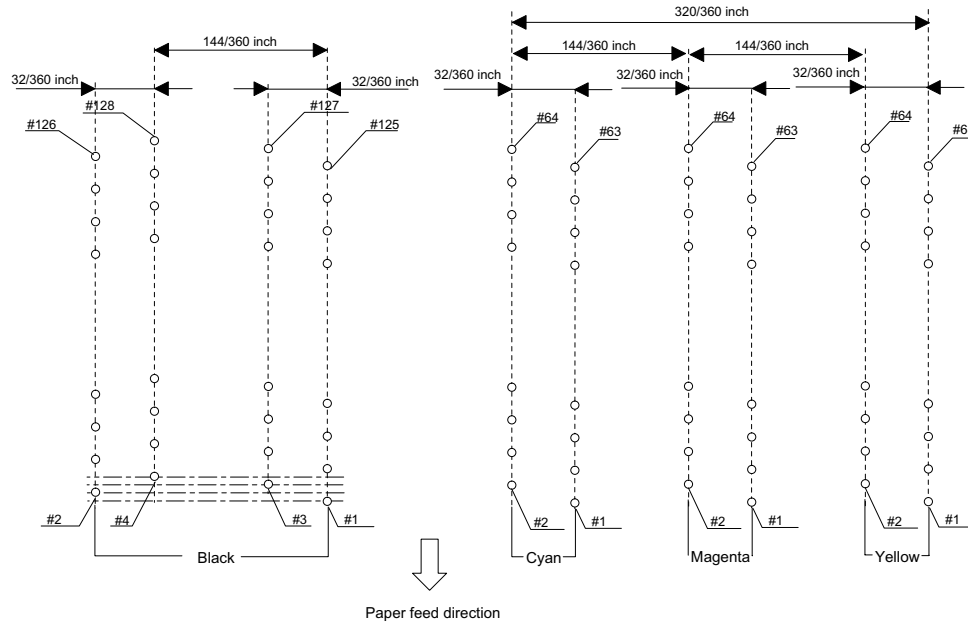 320/360 inch
144/360 inch
144/360 inch
144/360 inch
32/360 inch
32/360 inch
32/360 inch
32/360 inch
32/360 inch
#128
#127
#126
#125
#64
#63
#64
#63
#64
#2
#4
#3
#1
#2
#1
#2
#1
#2
#1
Black
Cyan
Magenta
Yellow
Paper feed direction